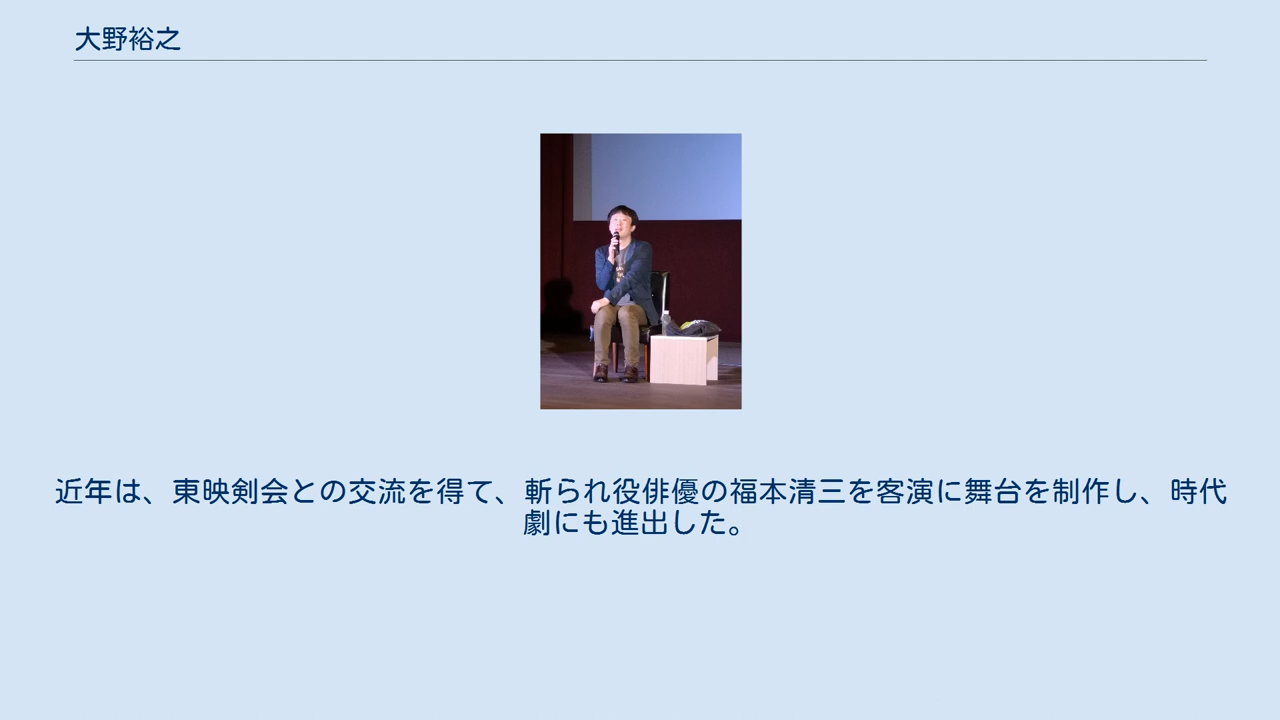 大野裕之
近年は、東映剣会との交流を得て、斬られ役俳優の福本清三を客演に舞台を制作し、時代
劇にも進出した。